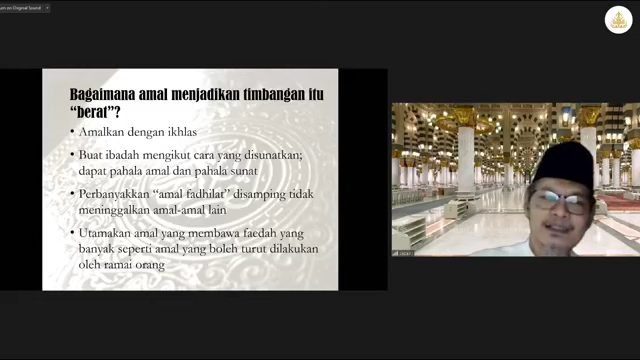 Original Sound
Bagaimana amal menjadikan timbangan itu
“berat”?
• Amalkan dengan ikhlas
• Buat ibadah mengikut cara yang disunatkan;
dapat pahala amal dan pahala sunat
• Perbanyakkan “amal fadhilat” disamping tidak
meninggalkan amal-amal lain
• Utamakan amal yang membawa faedah yang
banyak seperti amal yang boleh turut dilakukan
oleh ramai orang